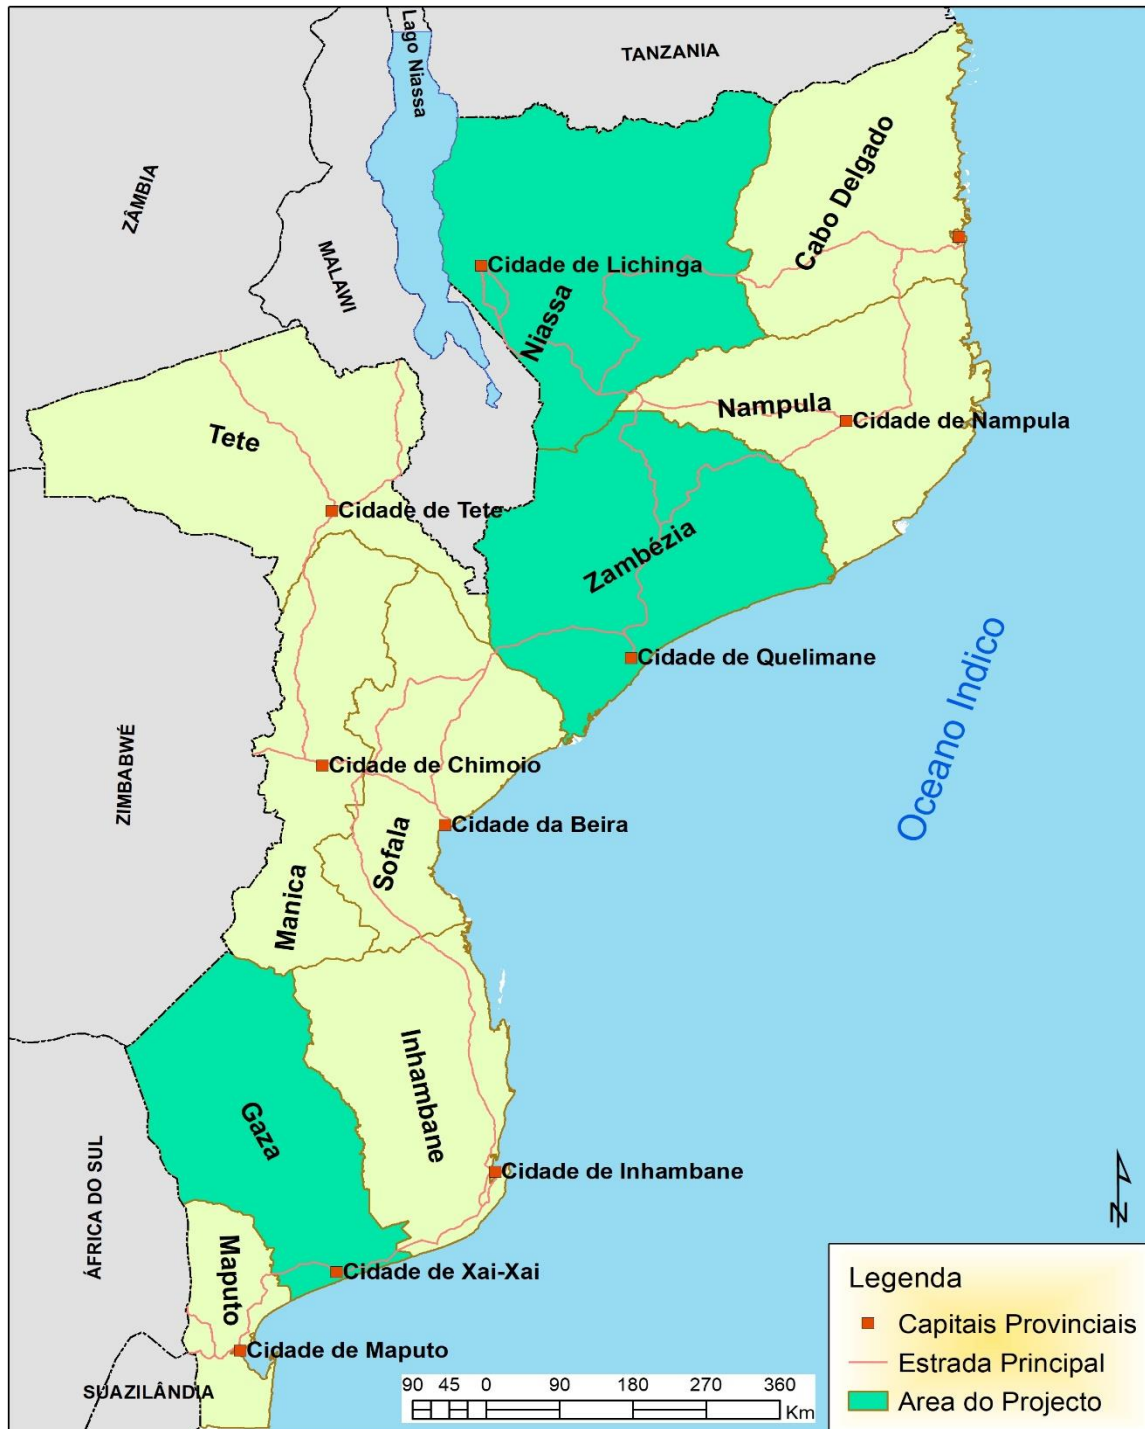 Lago Niassa
TANZANIA
ZÂMBIA
MALAWI
Cabo Delgado
Cidade de Lichinga
Niassa
Nampula
Cidade de Nampula
Tete
Cidade de Tete
Zambézia
Cidade de Quelimane
Oceano Indico
ZIMBABWÉ
Cidade de Chimoio
Cidade da Beira
Sofala
Manica
Inhambane
Gaza
Cidade de Inhambane
ÁFRICA DO SUL
Maputo
Cidade de Xai-Xai
Cidade de Maputo
SUAZILÂNDIA
N
90 45 0 90 180 270 360
Km
Legenda
Capitais Provinciais
Estrada Principal
Area do Projecto